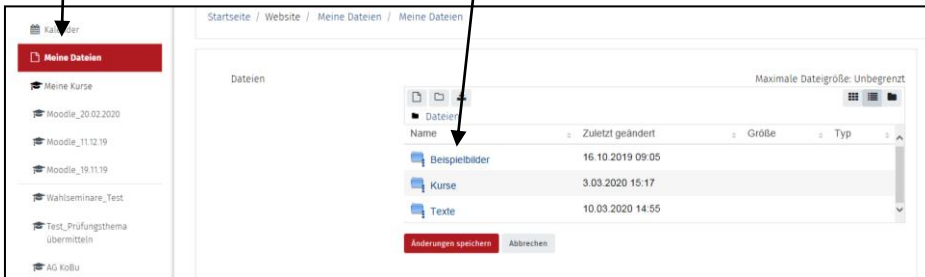 Startseite / Website / Meine Dateien / Meine Dateien
Kalender
Meine Dateien
Meine Kurse
Moodle_20.02.2020
Moodle_11.12.19
Moodle_19.11.19
Wahlseminare_Test
Test_Prüfungsthema
übermitteln
AG KoBu
Dateien
Maximale Dateigröße: Unbegrenzt
Dateien
Name Zuletzt geändert Größe Typ
Beispielbilder 16.10.2019 09:05
Kurse 3.03.2020 15:17
Texte 10.03.2020 14:55
Änderungen speichern Abbrechen